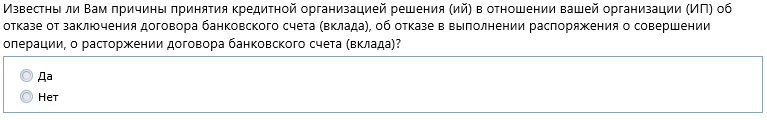 Известны ли Вам причины принятия кредитной организацией решения (ий) в отношении вашей организации (ИП) об
отказе от заключения договора банковского счета (вклада), об отказе в выполнении распоряжения о совершении
операции, о расторжении договора банковского счета (вклада)?
Да
Нет